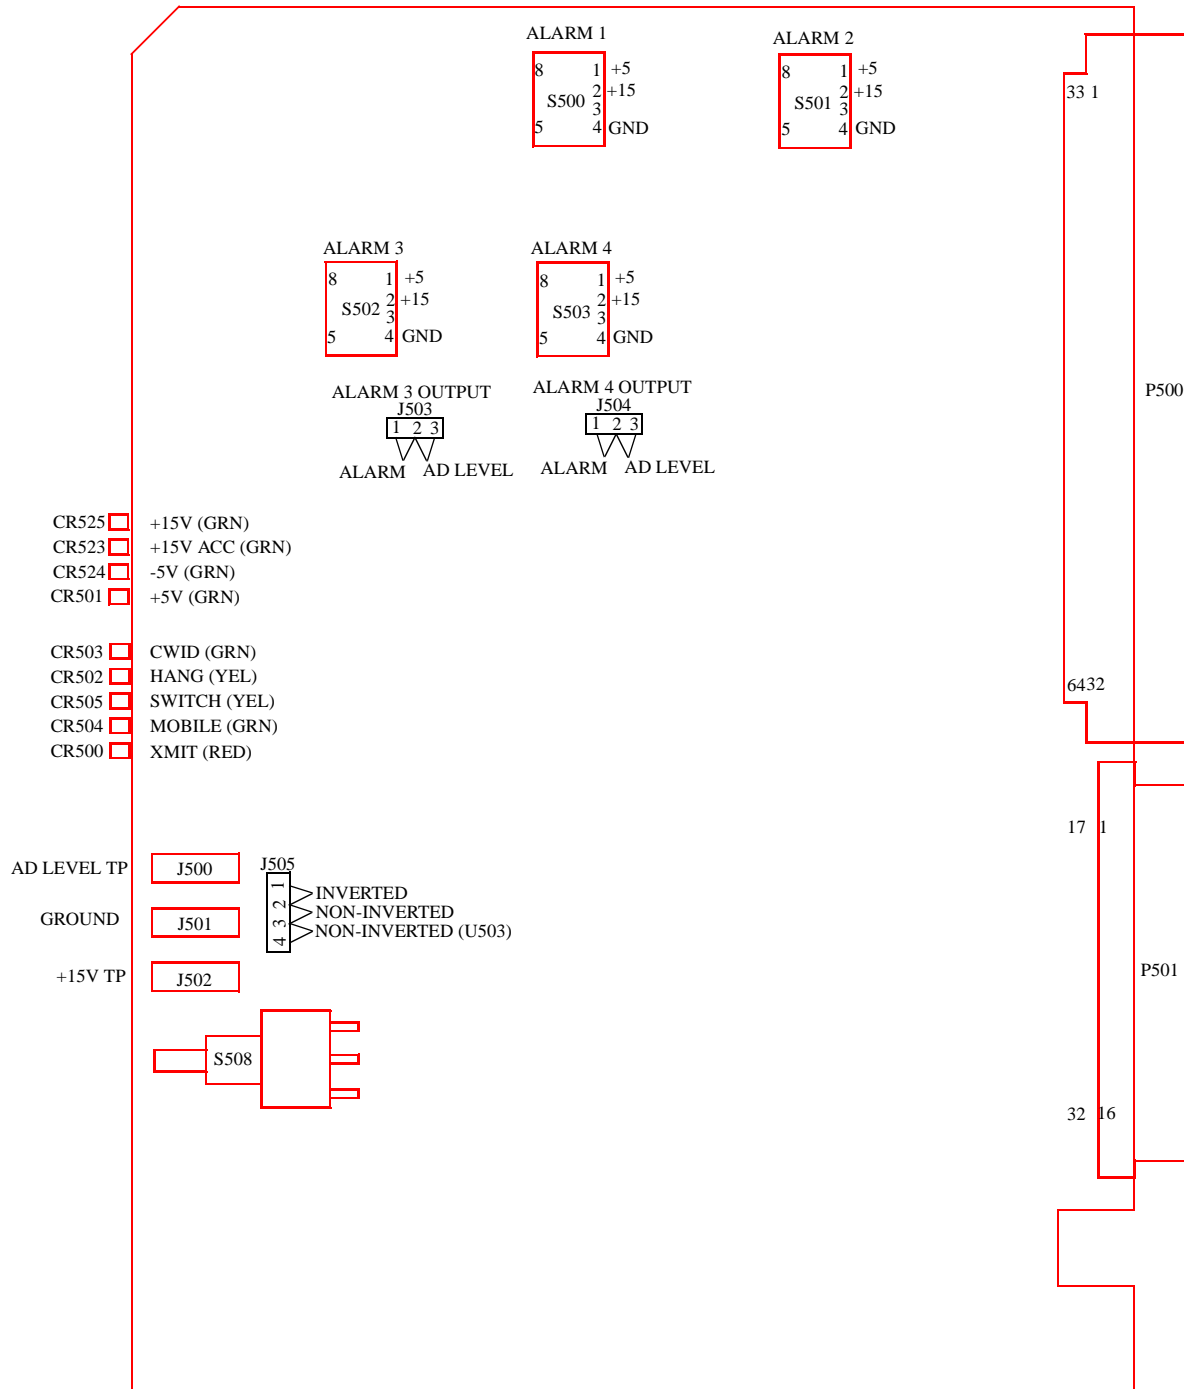 ALARM 1
8 1 +5
2 +15
S500 3
5 4 GND
ALARM 2
8 1 +5
2 +15
S501 3
5 4 GND
33 1
ALARM 3
8 1 +5
2 +15
S502 3
5 4 GND
ALARM 4
8 1 +5
2 +15
S503 3
5 4 GND
ALARM 3 OUTPUT
J503
1 2 3
ALARM AD LEVEL
ALARM 4 OUTPUT
J504
1 2 3
ALARM AD LEVEL
P500
CR525 +15V (GRN)
CR523 +15V ACC (GRN)
CR524 -5V (GRN)
CR501 +5V (GRN)
CR503 CWID (GRN)
CR502 HANG (YEL)
CR505 SWITCH (YEL)
CR504 MOBILE (GRN)
CR500 XMIT (RED)
64 32
17 1
AD LEVEL TP J500
GROUND J501
+15V TP J502
J505
1 2 3 4
INVERTED
NON-INVERTED
NON-INVERTED (U503)
P501
S508
32 16